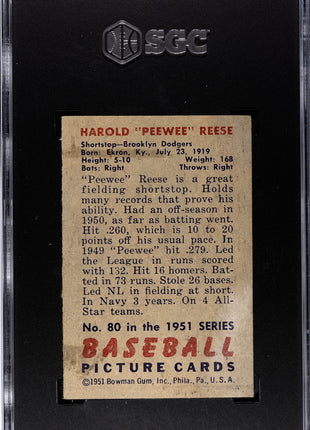 SGC
HAROLD "PEEWEE" REESE
Shortstop—Brooklyn Dodgers
Born: Ekron, Ky., July 23, 1919
Height: 5-10 Weight: 168
Bats: Right Throws: Right
"Peewee" Reese is a great
fielding shortstop. Holds
many records that prove his
ability. Had an off-season in
1950, as far as batting went.
Hit .260, which is 10 to 20
points off his usual pace. In
1949 "Peewee" hit .279. Led
the League in runs scored
with 132. Hit 16 homers. Bat-
ted in 73 runs. Stole 26 bases.
Led NL in fielding at short.
In Navy 3 years. On 4 All-
Star teams.
No. 80 in the 1951 SERIES
BASEBALL
PICTURE CARDS
©1951 Bowman Gum, Inc., Phila., Pa., U.S.A.